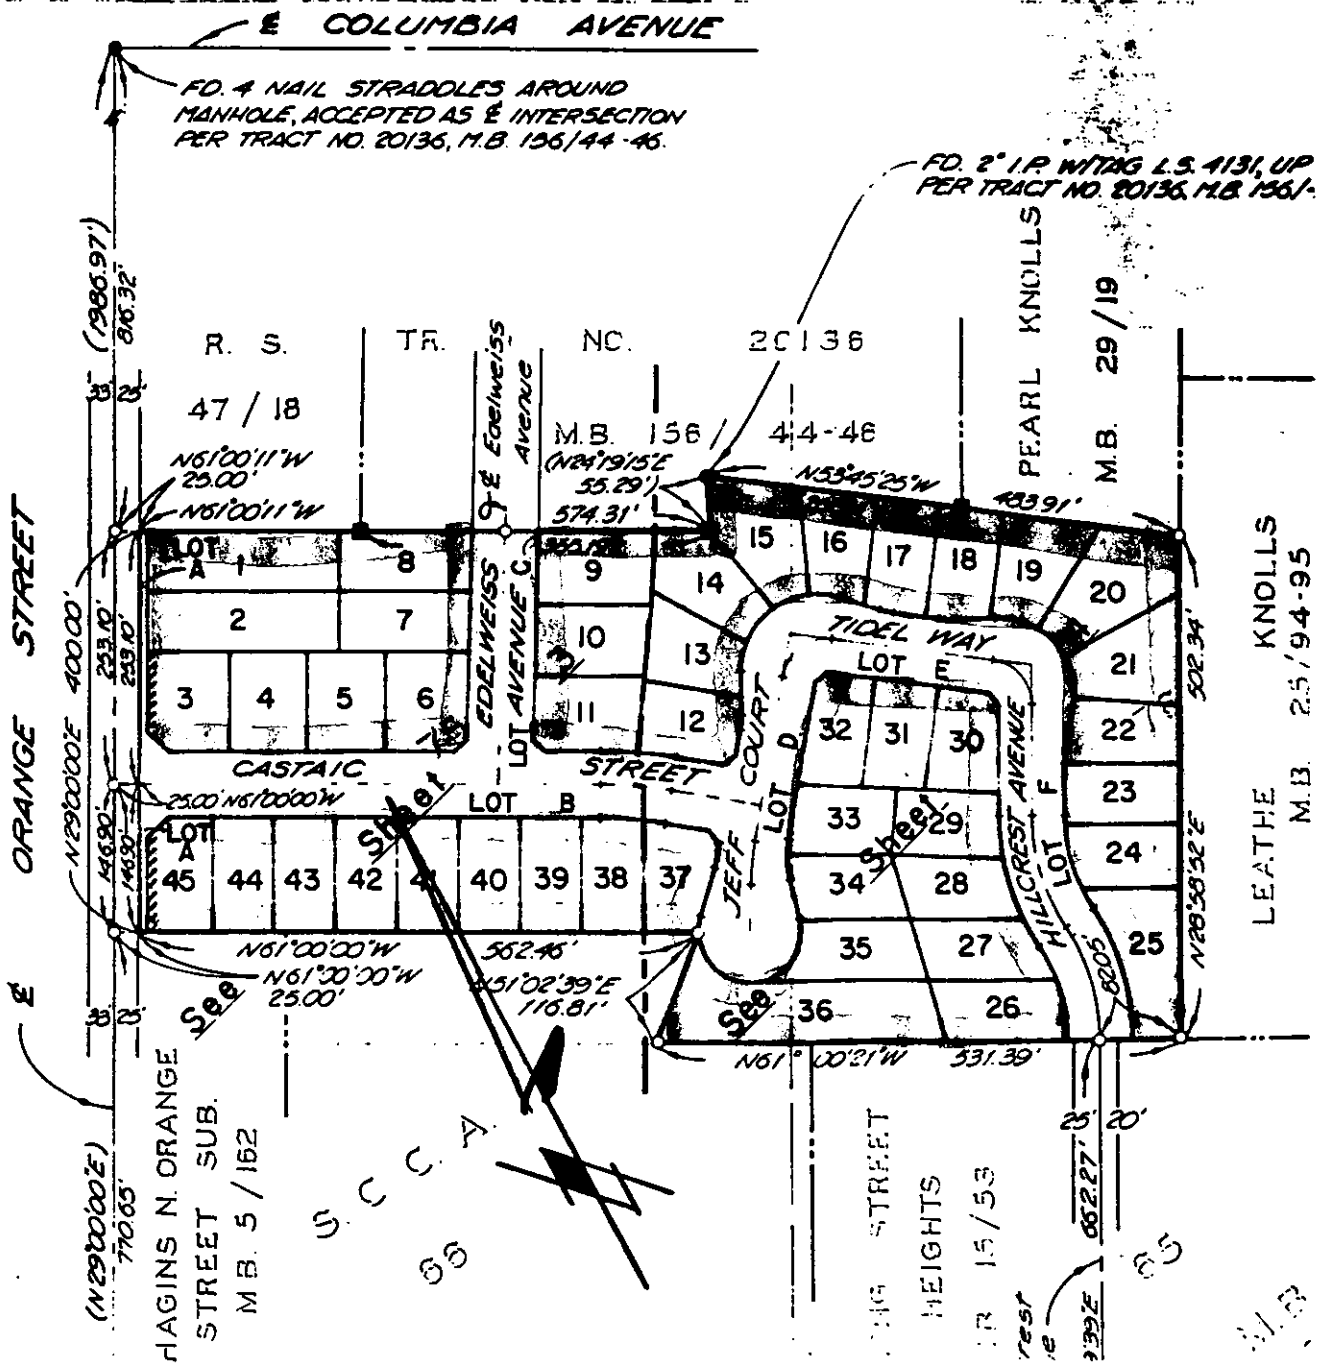 ℄ COLUMBIA AVENUE
FD. 4 NAIL STRADDLES AROUND
MANHOLE, ACCEPTED AS ℄ INTERSECTION
PER TRACT NO. 20136, M.B. 156/44-46.
FD. 2" I.P. W/TAG L.S. 4131, UP
PER TRACT NO. 20136, M.B. 156/-
(1986.97')
816.32'
R. S.
47 / 18
TR.
NO.
20136
M.B. 156 / 44-46
℄ Edelweiss
Avenue
PEARL KNOLLS
M.B. 29/19
33' 25'
N61°00'11"W
25.00'
N61°00'11"W
(N24°19'15"E
55.29')
574.31'
N53°45'25"W
483.91'
℄ ORANGE STREET
N29°00'00"E 400.00'
253.10'
253.10'
146.90'
146.90'
LOT
A
1
2
3
4
5
6
7
8
EDELWEISS
LOT AVENUE C
9
10
11
12
13
14
15
16
17
18
19
20
21
22
23
24
25
TIDEL WAY
LOT E
JEFF COURT
LOT D
32
31
30
33
29
34
28
35
27
36
26
HILLCREST AVENUE
LOT F
502.34'
N28°58'52"E
LEATHE KNOLLS
M.B. 25/94-95
CASTAIC STREET
25.00' N61°00'00"W
LOT B
LOT
A
45
44
43
42
41
40
39
38
37
See Sheet
See Sheet
N61°00'00"W 562.46'
N61°00'00"W
25.00'
N51°02'39"E
116.81'
N61°00'21"W 531.39'
82.05'
33' 25'
25' 20'
662.27'
(N29°00'00"E)
770.65'
HAGINS N. ORANGE
STREET SUB.
M B. 5 /162
S. C. C. A.
66
STREET
HEIGHTS
15/53
65
M.B
rest
39"E